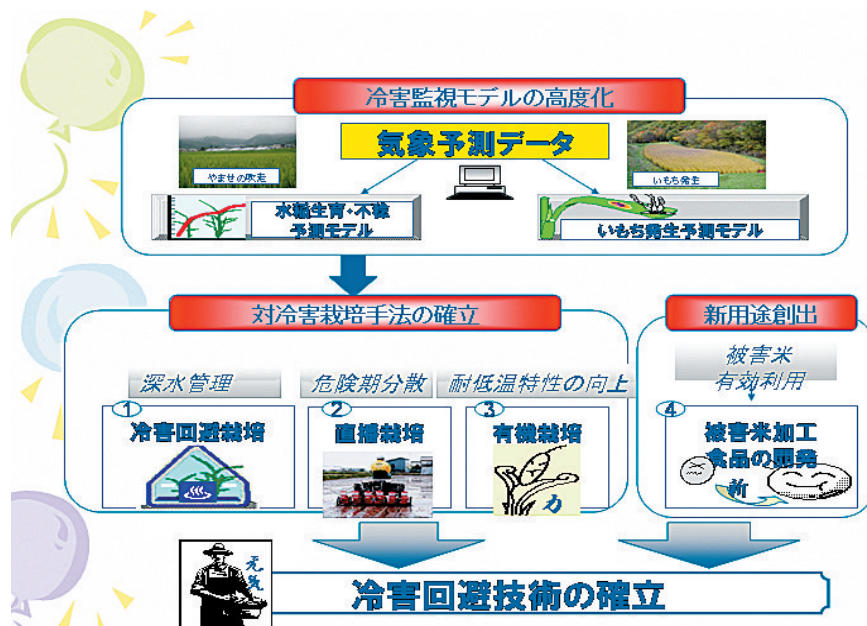 冷害監視モデルの高度化
気象予測データ
やませの吹走
いもち発生
水稲生育・不稔
予測モデル
いもち発生予測モデル
対冷害栽培手法の確立
新用途創出
深水管理
危険期分散
耐低温特性の向上
被害米
有効利用
①
冷害回避栽培
②
直播栽培
③
有機栽培
力
④
被害米加工
食品の開発
新
元気
冷害回避技術の確立